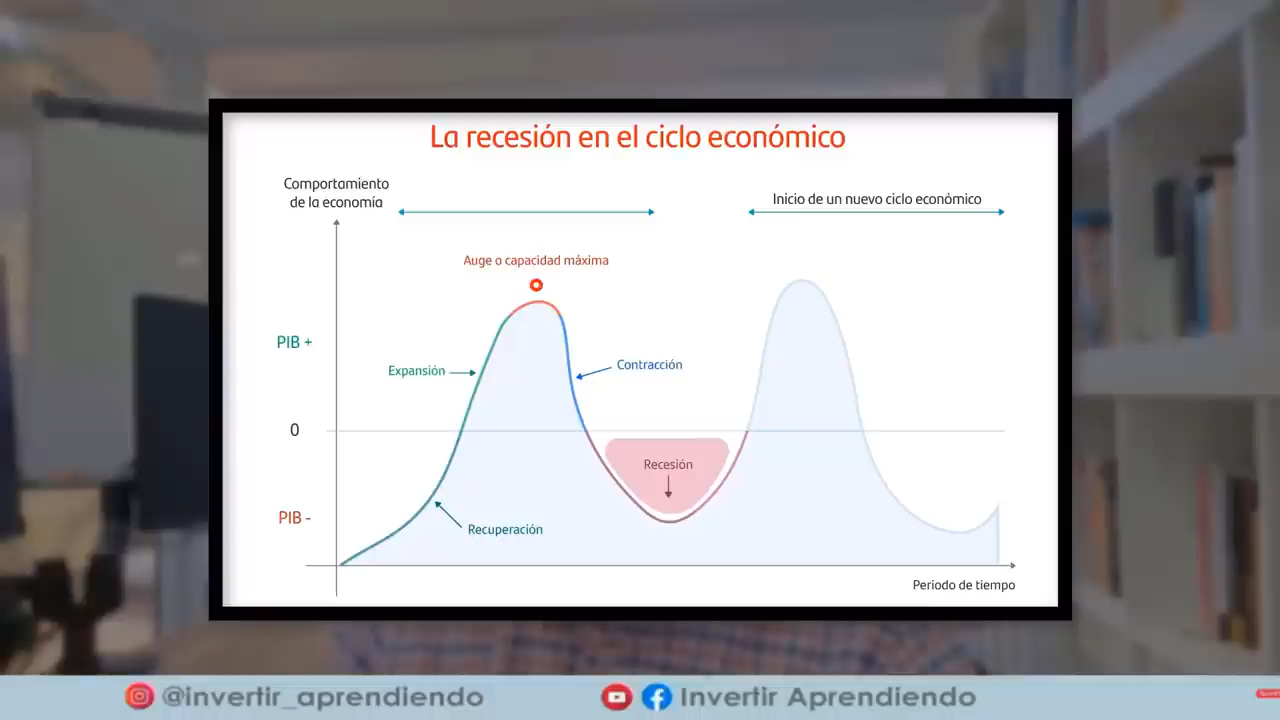 La recesión en el ciclo económico
Comportamiento
de la economía
Inicio de un nuevo ciclo económico
Auge o capacidad máxima
PIB +
Expansión
Contracción
0
Recesión
PIB -
Recuperación
Periodo de tiempo
@invertir_aprendiendo
Invertir Aprendiendo